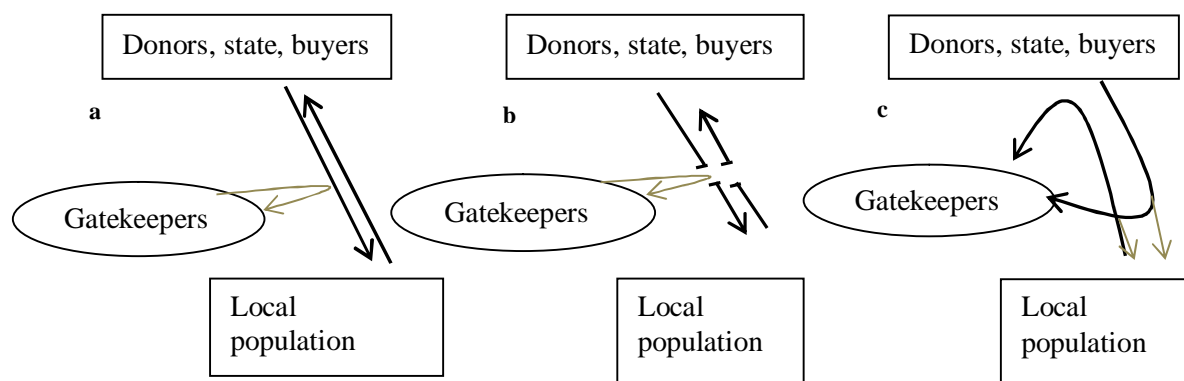 Donors, state, buyers
a
Gatekeepers
Local
population
Donors, state, buyers
b
Gatekeepers
Local
population
Donors, state, buyers
c
Gatekeepers
Local
population